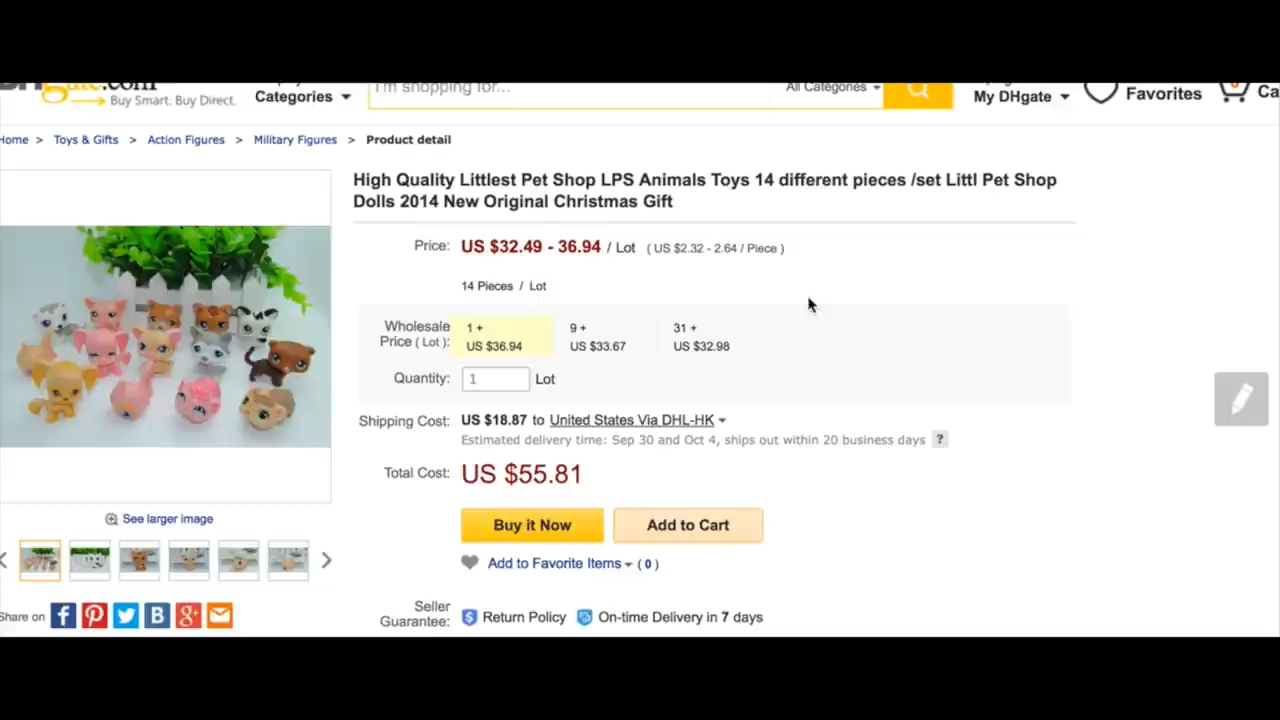 Buy Smart. Buy Direct.
Categories
I'm shopping for...
All Categories
My DHgate
Favorites
Home > Toys & Gifts > Action Figures > Military Figures > Product detail
High Quality Littlest Pet Shop LPS Animals Toys 14 different pieces /set Littl Pet Shop
Dolls 2014 New Original Christmas Gift
Price: US $32.49 - 36.94 / Lot ( US $2.32 - 2.64 / Piece )
14 Pieces / Lot
Wholesale
Price ( Lot ):
1 + 9 + 31 +
US $36.94 US $33.67 US $32.98
Quantity: 1 Lot
Shipping Cost: US $18.87 to United States Via DHL-HK
Estimated delivery time: Sep 30 and Oct 4, ships out within 20 business days ?
Total Cost: US $55.81
Buy it Now Add to Cart
See larger image
Add to Favorite Items ( 0 )
Share on
Seller
Guarantee:
Return Policy On-time Delivery in 7 days